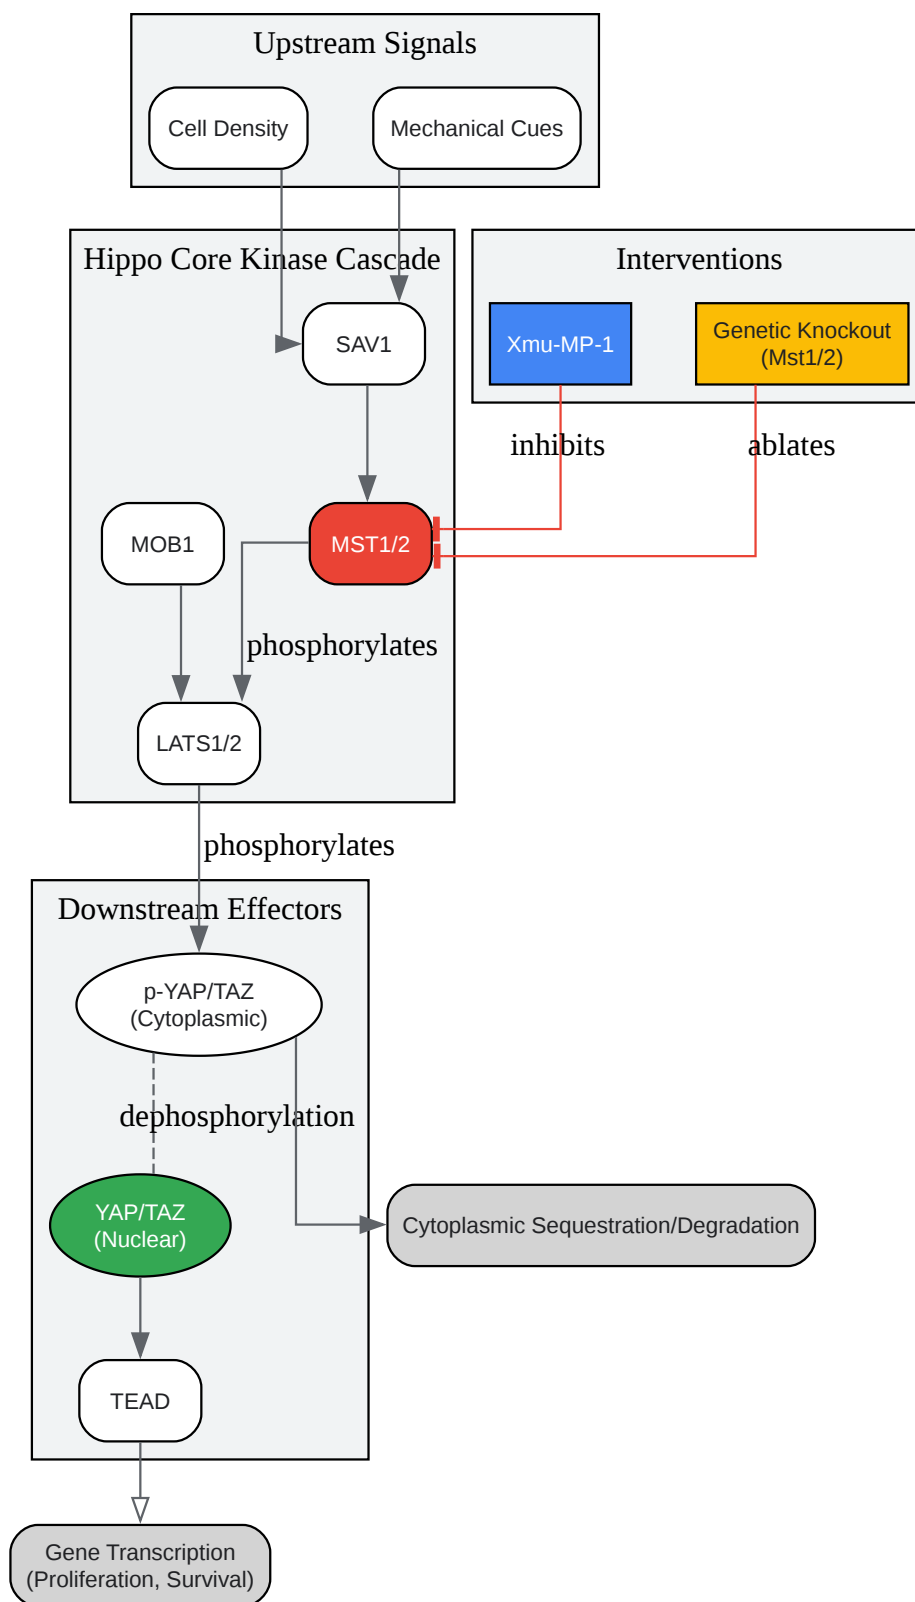 Upstream Signals
Cell Density
Mechanical Cues
Hippo Core Kinase Cascade
Interventions
SAV1
Xmu-MP-1
Genetic Knockout
(Mst1/2)
inhibits
ablates
MOB1
MST1/2
phosphorylates
LATS1/2
phosphorylates
Downstream Effectors
p-YAP/TAZ
(Cytoplasmic)
dephosphorylation
YAP/TAZ
(Nuclear)
Cytoplasmic Sequestration/Degradation
TEAD
Gene Transcription
(Proliferation, Survival)